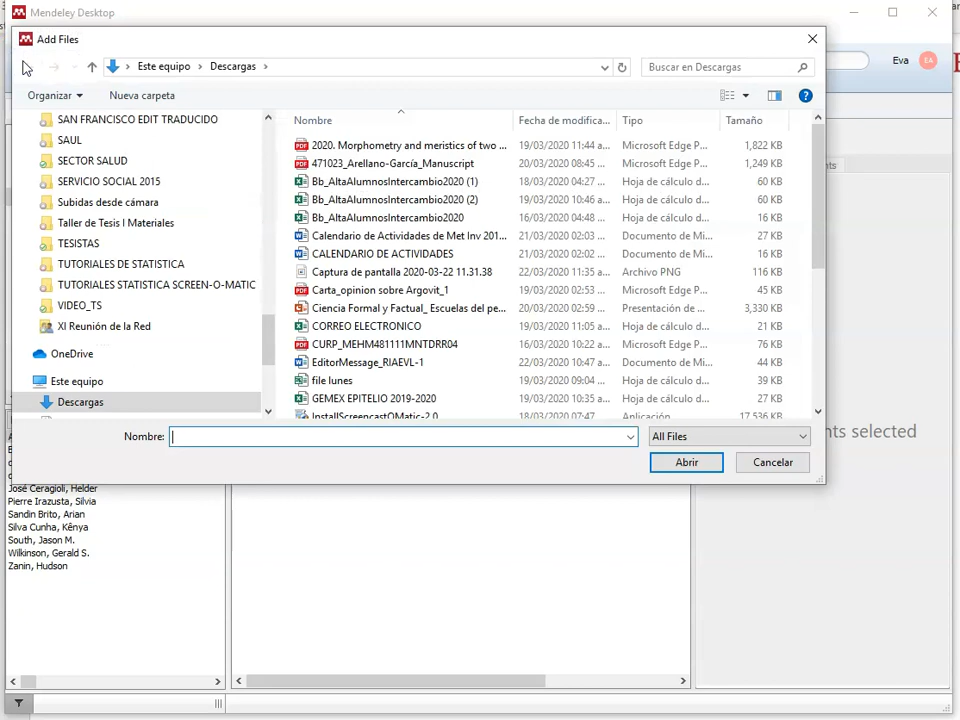 Mendeley Desktop
Add Files
Este equipo > Descargas >
Buscar en Descargas
Eva EA
Organizar
Nueva carpeta
Nombre Fecha de modifica... Tipo Tamaño
SAN FRANCISCO EDIT TRADUCIDO
SAUL
SECTOR SALUD
SERVICIO SOCIAL 2015
Subidas desde cámara
Taller de Tesis I Materiales
TESISTAS
TUTORIALES DE STATISTICA
TUTORIALES STATISTICA SCREEN-O-MATIC
VIDEO_TS
XI Reunión de la Red
OneDrive
Este equipo
Descargas
2020. Morphometry and meristics of two ... 19/03/2020 11:44 a... Microsoft Edge P... 1,822 KB
471023_Arellano-García_Manuscript 20/03/2020 08:45 ... Microsoft Edge P... 1,249 KB
Bb_AltaAlumnosIntercambio2020 (1) 18/03/2020 04:27 ... Hoja de cálculo d... 60 KB
Bb_AltaAlumnosIntercambio2020 (2) 19/03/2020 10:46 a... Hoja de cálculo d... 60 KB
Bb_AltaAlumnosIntercambio2020 16/03/2020 04:48 ... Hoja de cálculo d... 16 KB
Calendario de Actividades de Met Inv 201... 21/03/2020 02:03 ... Documento de Mi... 27 KB
CALENDARIO DE ACTIVIDADES 21/03/2020 02:02 ... Documento de Mi... 16 KB
Captura de pantalla 2020-03-22 11.31.38 22/03/2020 11:35 a... Archivo PNG 116 KB
Carta_opinion sobre Argovit_1 19/03/2020 02:53 ... Microsoft Edge P... 45 KB
Ciencia Formal y Factual_ Escuelas del pe... 20/03/2020 02:59 ... Presentación de ... 3,330 KB
CORREO ELECTRONICO 19/03/2020 11:05 a... Hoja de cálculo d... 21 KB
CURP_MEHM481111MNTDRR04 16/03/2020 10:22 a... Microsoft Edge P... 76 KB
EditorMessage_RIAEVL-1 22/03/2020 10:47 a... Documento de Mi... 44 KB
file lunes 19/03/2020 09:04 ... Hoja de cálculo d... 39 KB
GEMEX EPITELIO 2019-2020 19/03/2020 10:35 a... Hoja de cálculo d... 27 KB
InstallScreencastOMatic-2.0 18/03/2020 07:47 ... Aplicación 17,536 KB
Nombre:
All Files
Abrir
Cancelar
nts selected
José Ceragioli, Helder
Pierre Irazusta, Silvia
Sandin Brito, Arian
Silva Cunha, Kênya
South, Jason M.
Wilkinson, Gerald S.
Zanin, Hudson